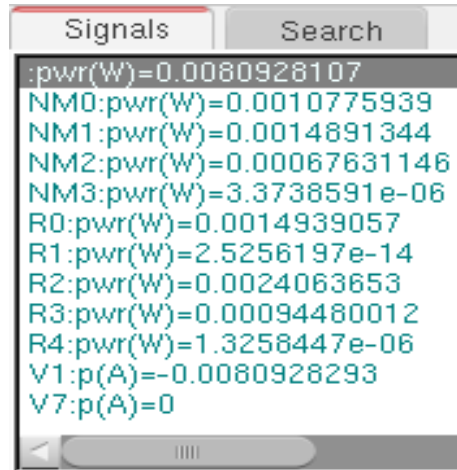 Signals Search
:pwr(W)=0.0080928107
NM0:pwr(W)=0.0010775939
NM1:pwr(W)=0.0014891344
NM2:pwr(W)=0.00067631146
NM3:pwr(W)=3.3738591e-06
R0:pwr(W)=0.0014939057
R1:pwr(W)=2.5256197e-14
R2:pwr(W)=0.0024063653
R3:pwr(W)=0.00094480012
R4:pwr(W)=1.3258447e-06
V1:p(A)=-0.0080928293
V7:p(A)=0